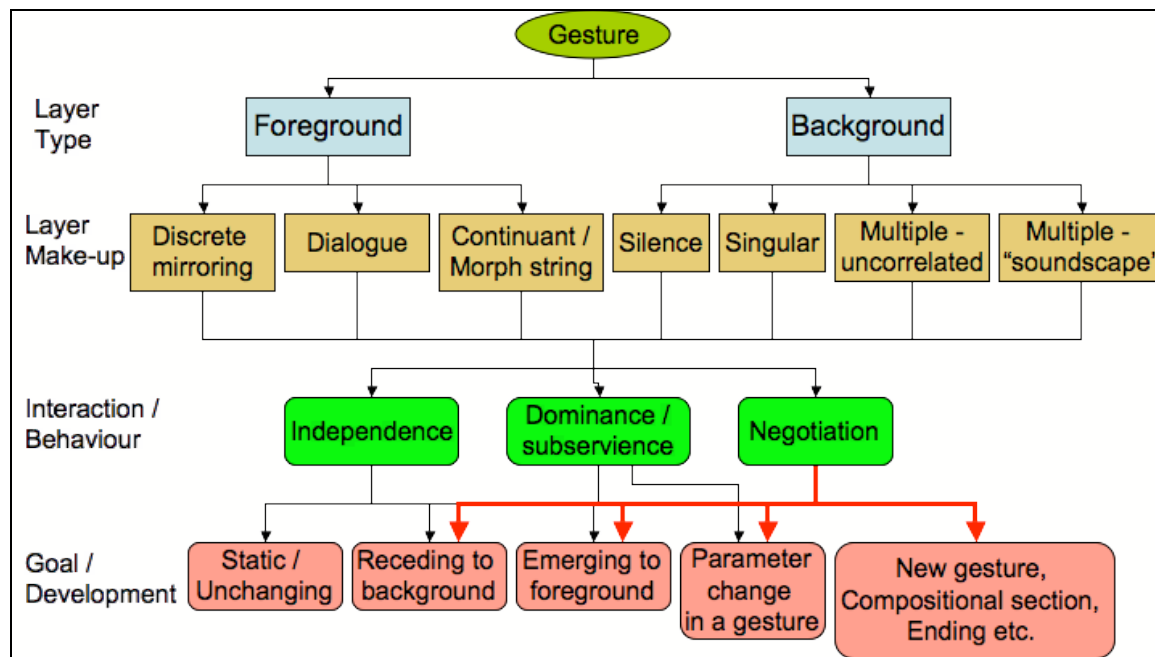 Gesture
Layer
Type
Foreground
Background
Layer
Make-up
Discrete
mirroring
Dialogue
Continuant /
Morph string
Silence
Singular
Multiple -
uncorrelated
Multiple -
“soundscape”
Interaction /
Behaviour
Independence
Dominance /
subservience
Negotiation
Goal /
Development
Static /
Unchanging
Receding to
background
Emerging to
foreground
Parameter
change
in a gesture
New gesture,
Compositional section,
Ending etc.